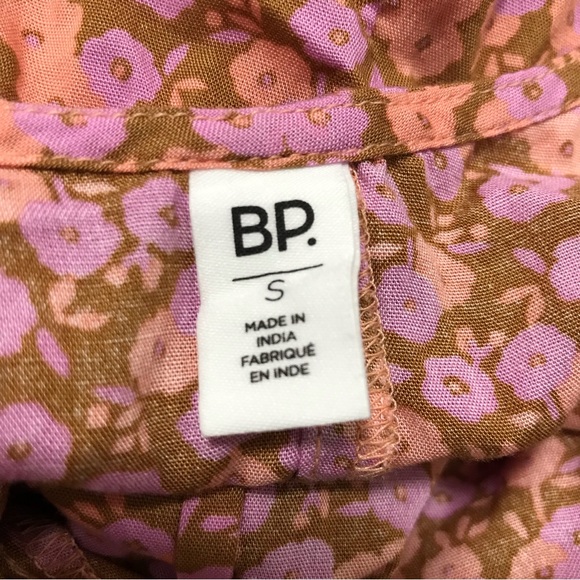 BP.
S
MADE IN
INDIA
FABRIQUÉ
EN INDE